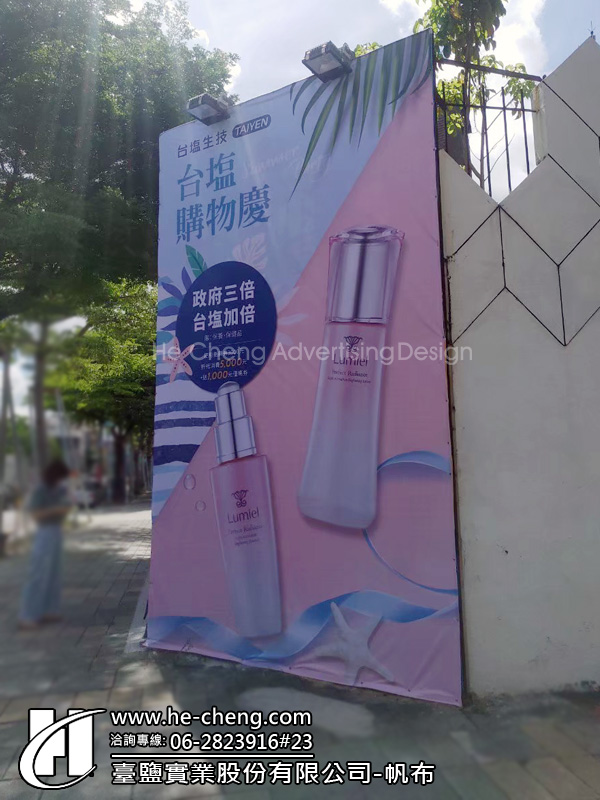 台塩生技 TAIYEN
台塩
購物慶
政府三倍
台塩加倍
He-Cheng AdvertisingDesign
Lumiel
Lumiel
www.he-cheng.com
洽詢專線: 06-2823916#23
臺鹽實業股份有限公司-帆布